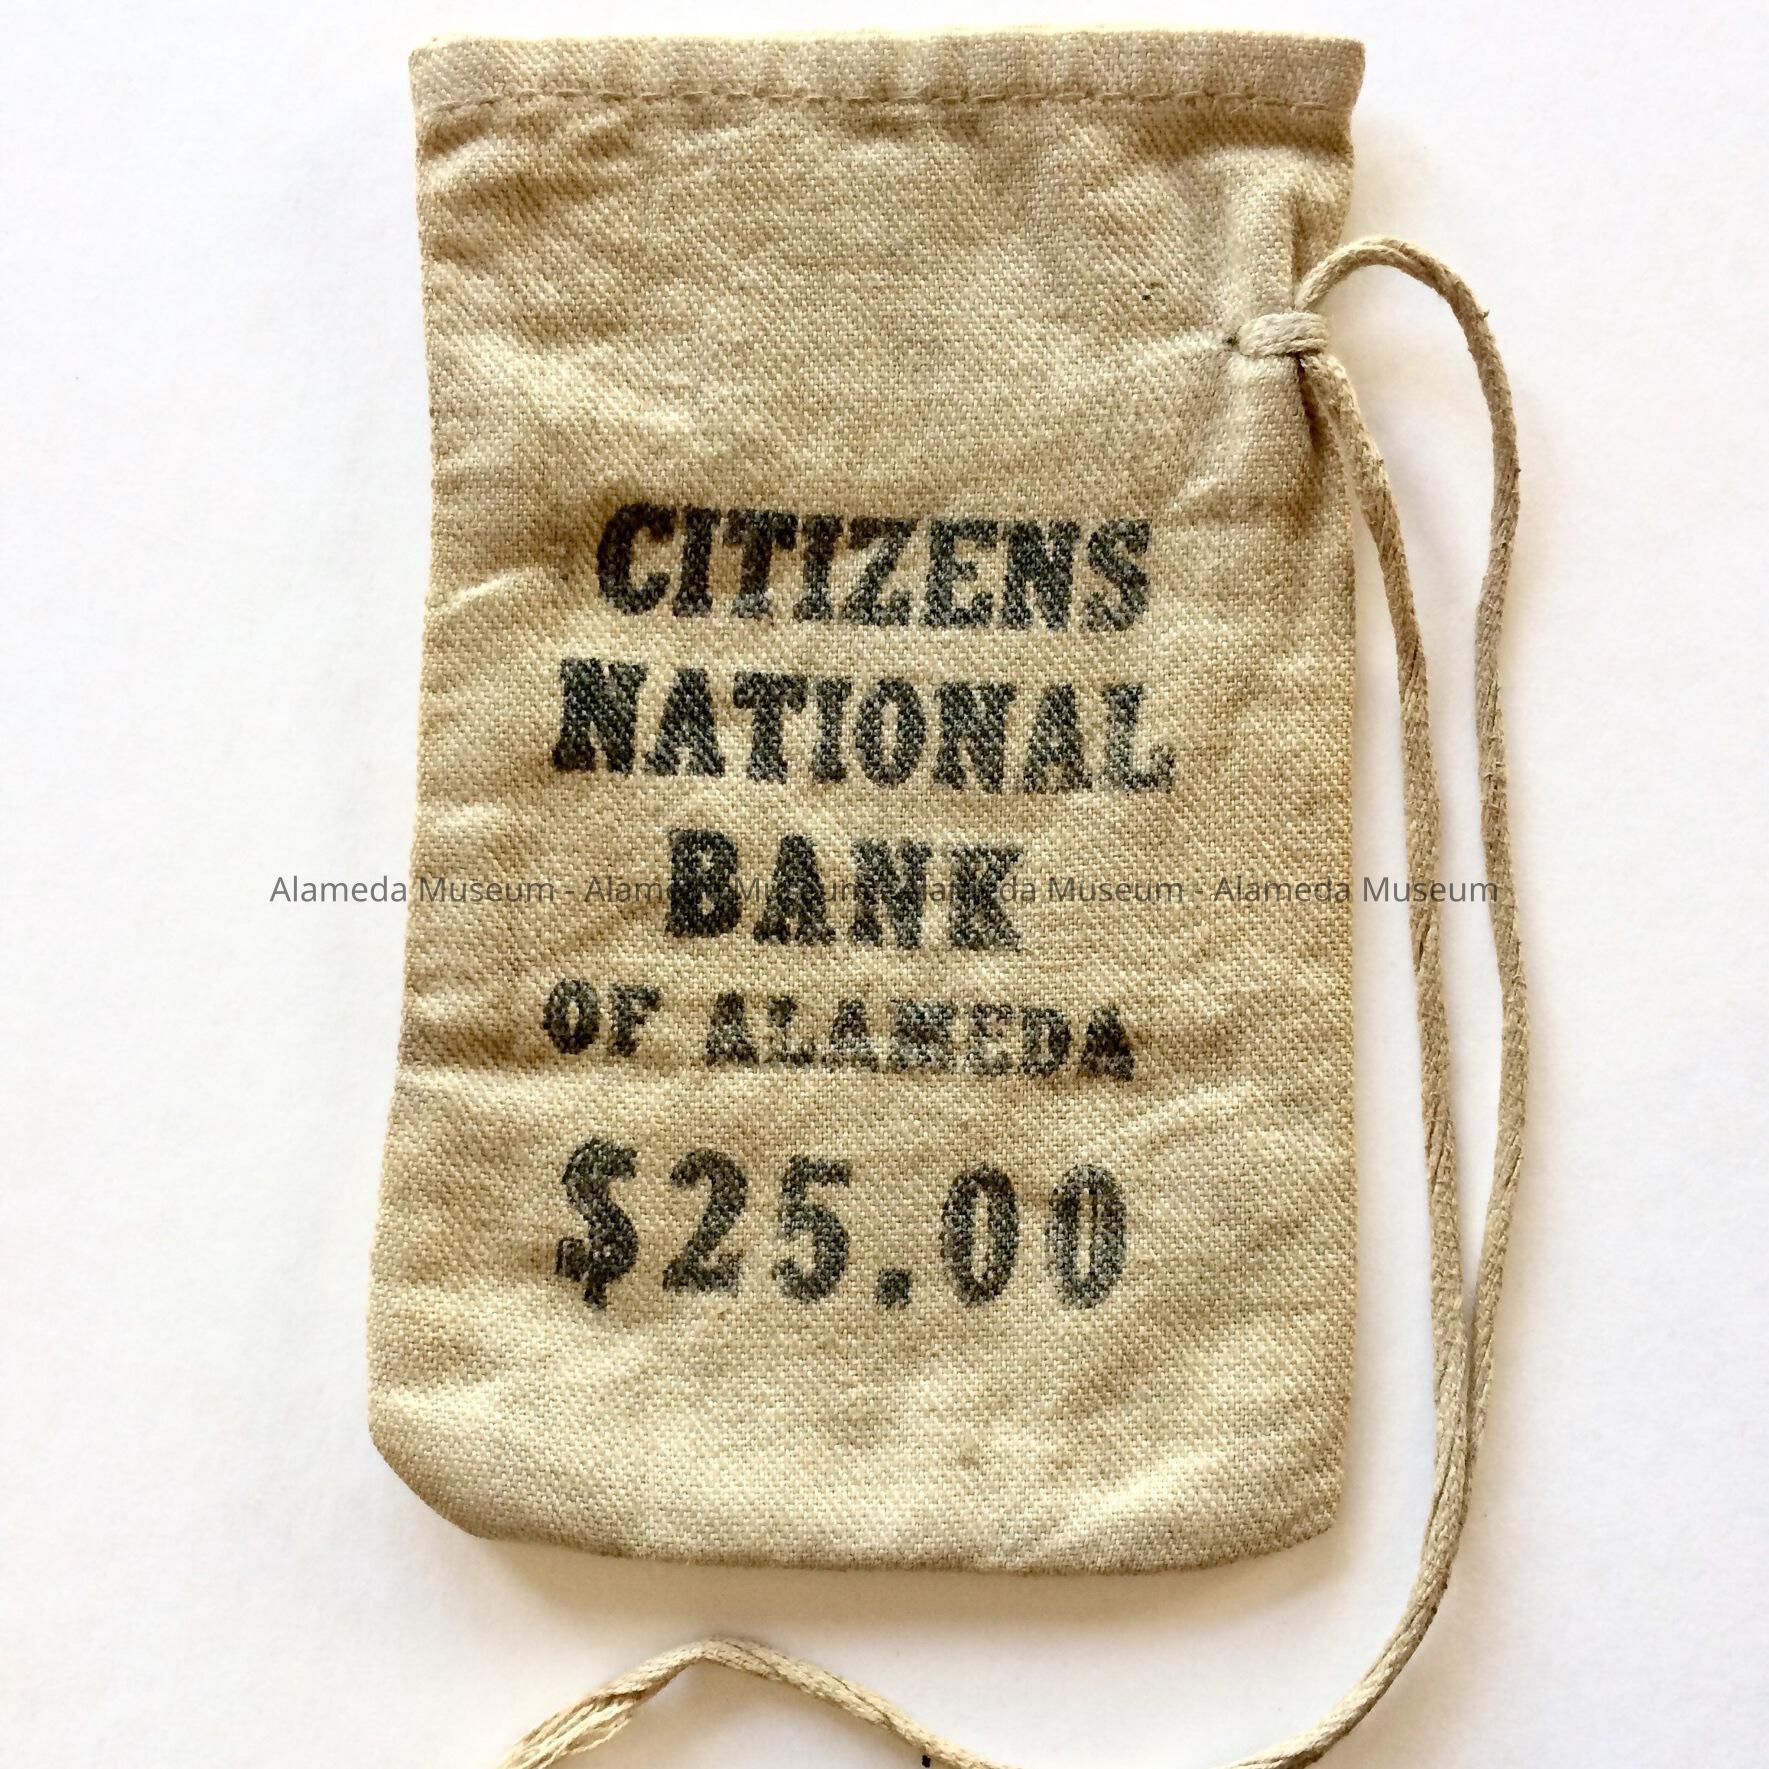 CITIZENS
NATIONAL
BANK
OF ALAMEDA
$25.00
Alameda Museum - Alameda Museum - Alameda Museum - Alameda Museum